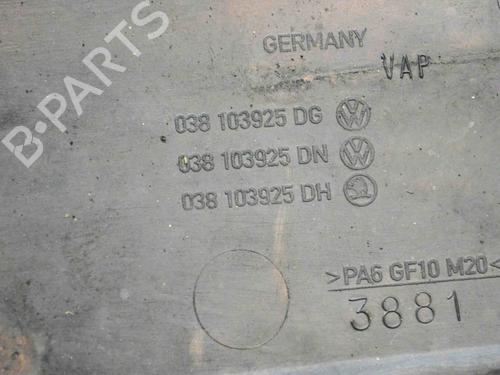 B-PARTS
GERMANY
VAP
038 103925 DG
038 103925 DN
038 103925 DH
>PA6 GF10 M20<
3881